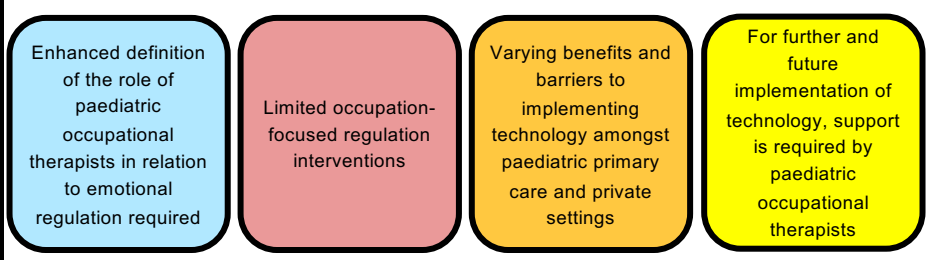 Enhanced definition
of the role of
paediatric
occupational
therapists in relation
to emotional
regulation required
Limited occupation-
focused regulation
interventions
Varying benefits and
barriers to
implementing
technology amongst
paediatric primary
care and private
settings
For further and
future
implementation of
technology, support
is required by
paediatric
occupational
therapists